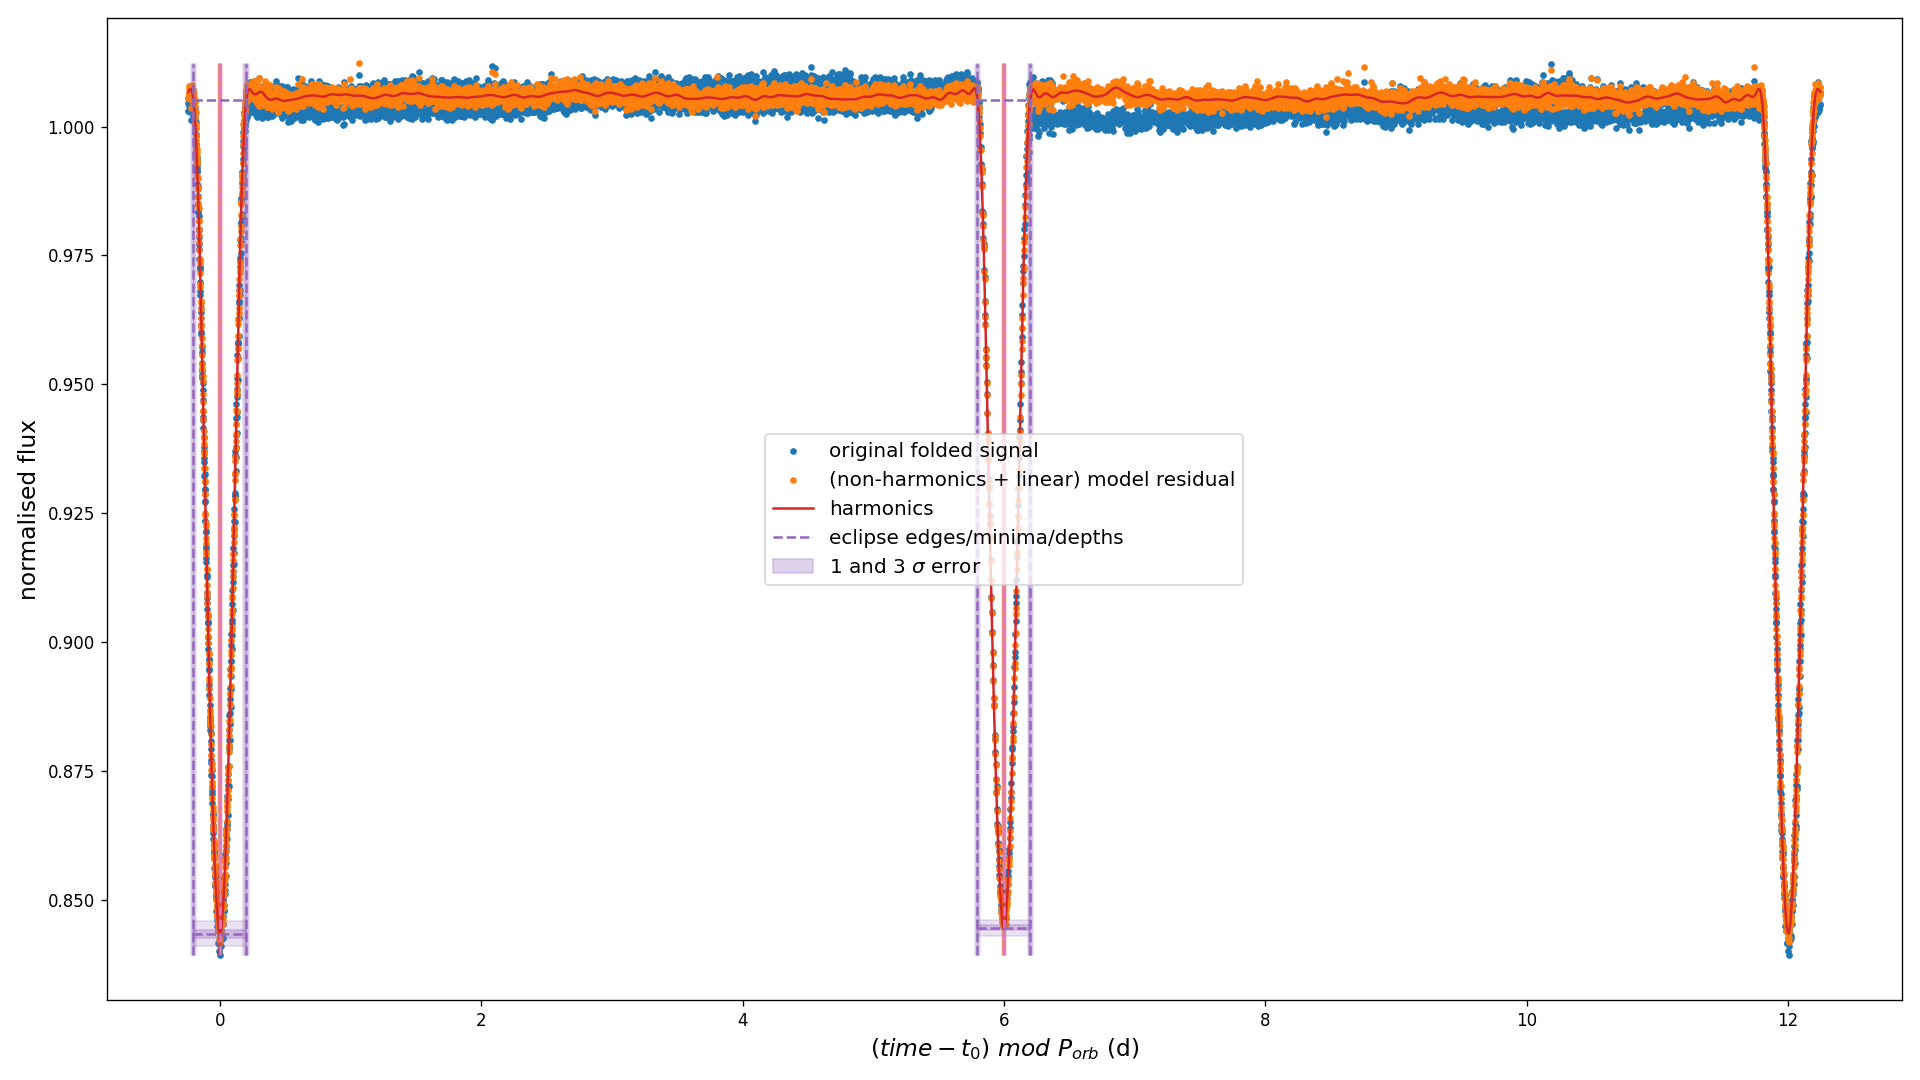 normalised flux
1.000
0.975
0.950
0.925
0.900
0.875
0.850
original folded signal
(non-harmonics + linear) model residual
harmonics
eclipse edges/minima/depths
1 and 3 σ error
0 2 4 6 8 10 12
(time − t₀) mod Pₒᵣb (d)